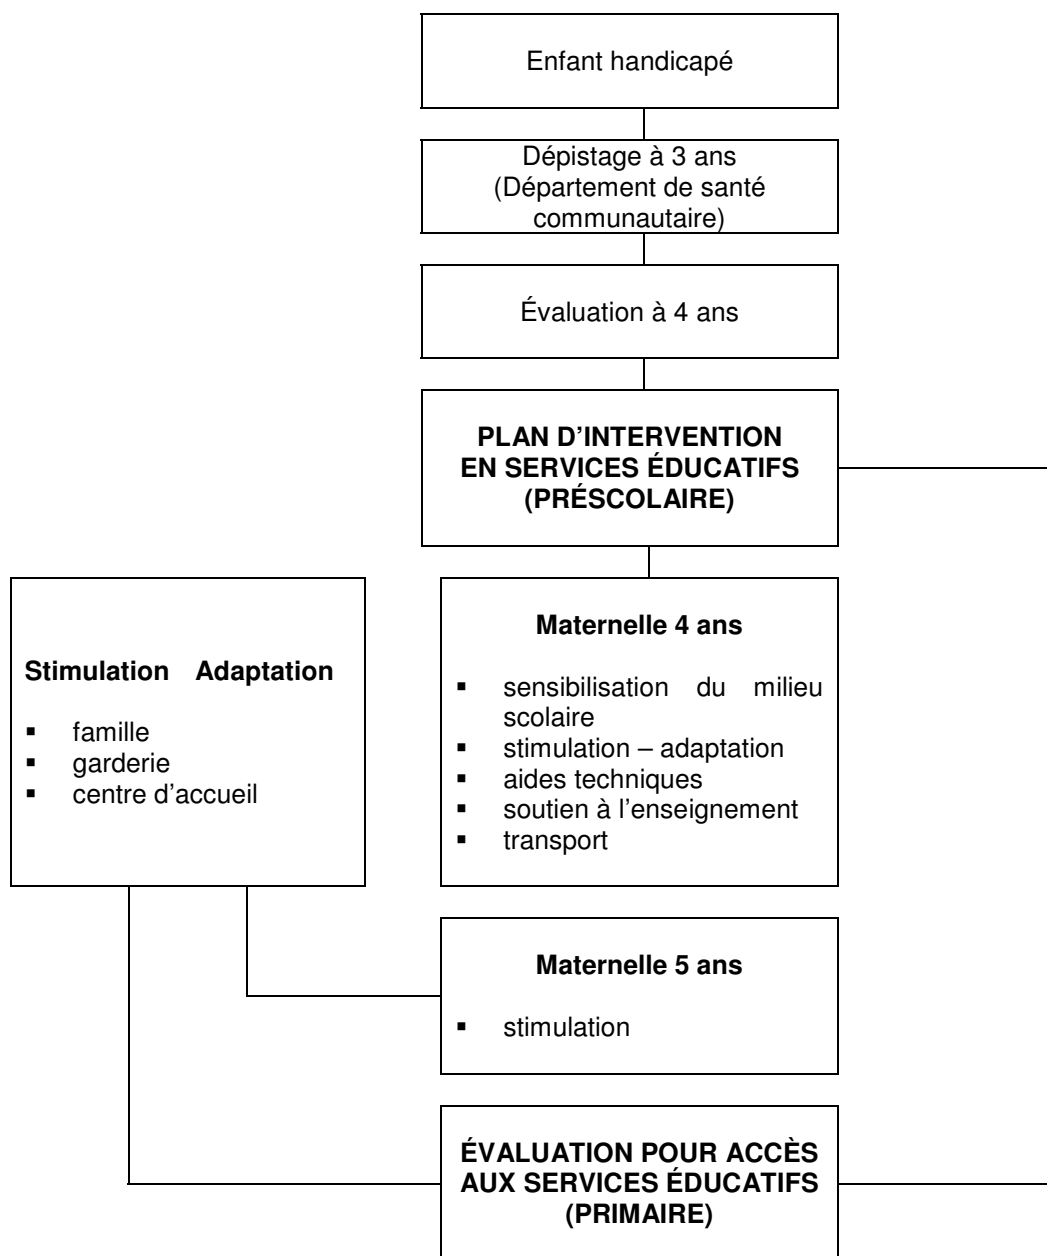 Enfant handicapé
Dépistage à 3 ans
(Département de santé
communautaire)
Évaluation à 4 ans
PLAN D’INTERVENTION
EN SERVICES ÉDUCATIFS
(PRÉSCOLAIRE)
Stimulation Adaptation
▪ famille
▪ garderie
▪ centre d’accueil
Maternelle 4 ans
▪ sensibilisation du milieu
scolaire
▪ stimulation – adaptation
▪ aides techniques
▪ soutien à l’enseignement
▪ transport
Maternelle 5 ans
▪ stimulation
ÉVALUATION POUR ACCÈS
AUX SERVICES ÉDUCATIFS
(PRIMAIRE)